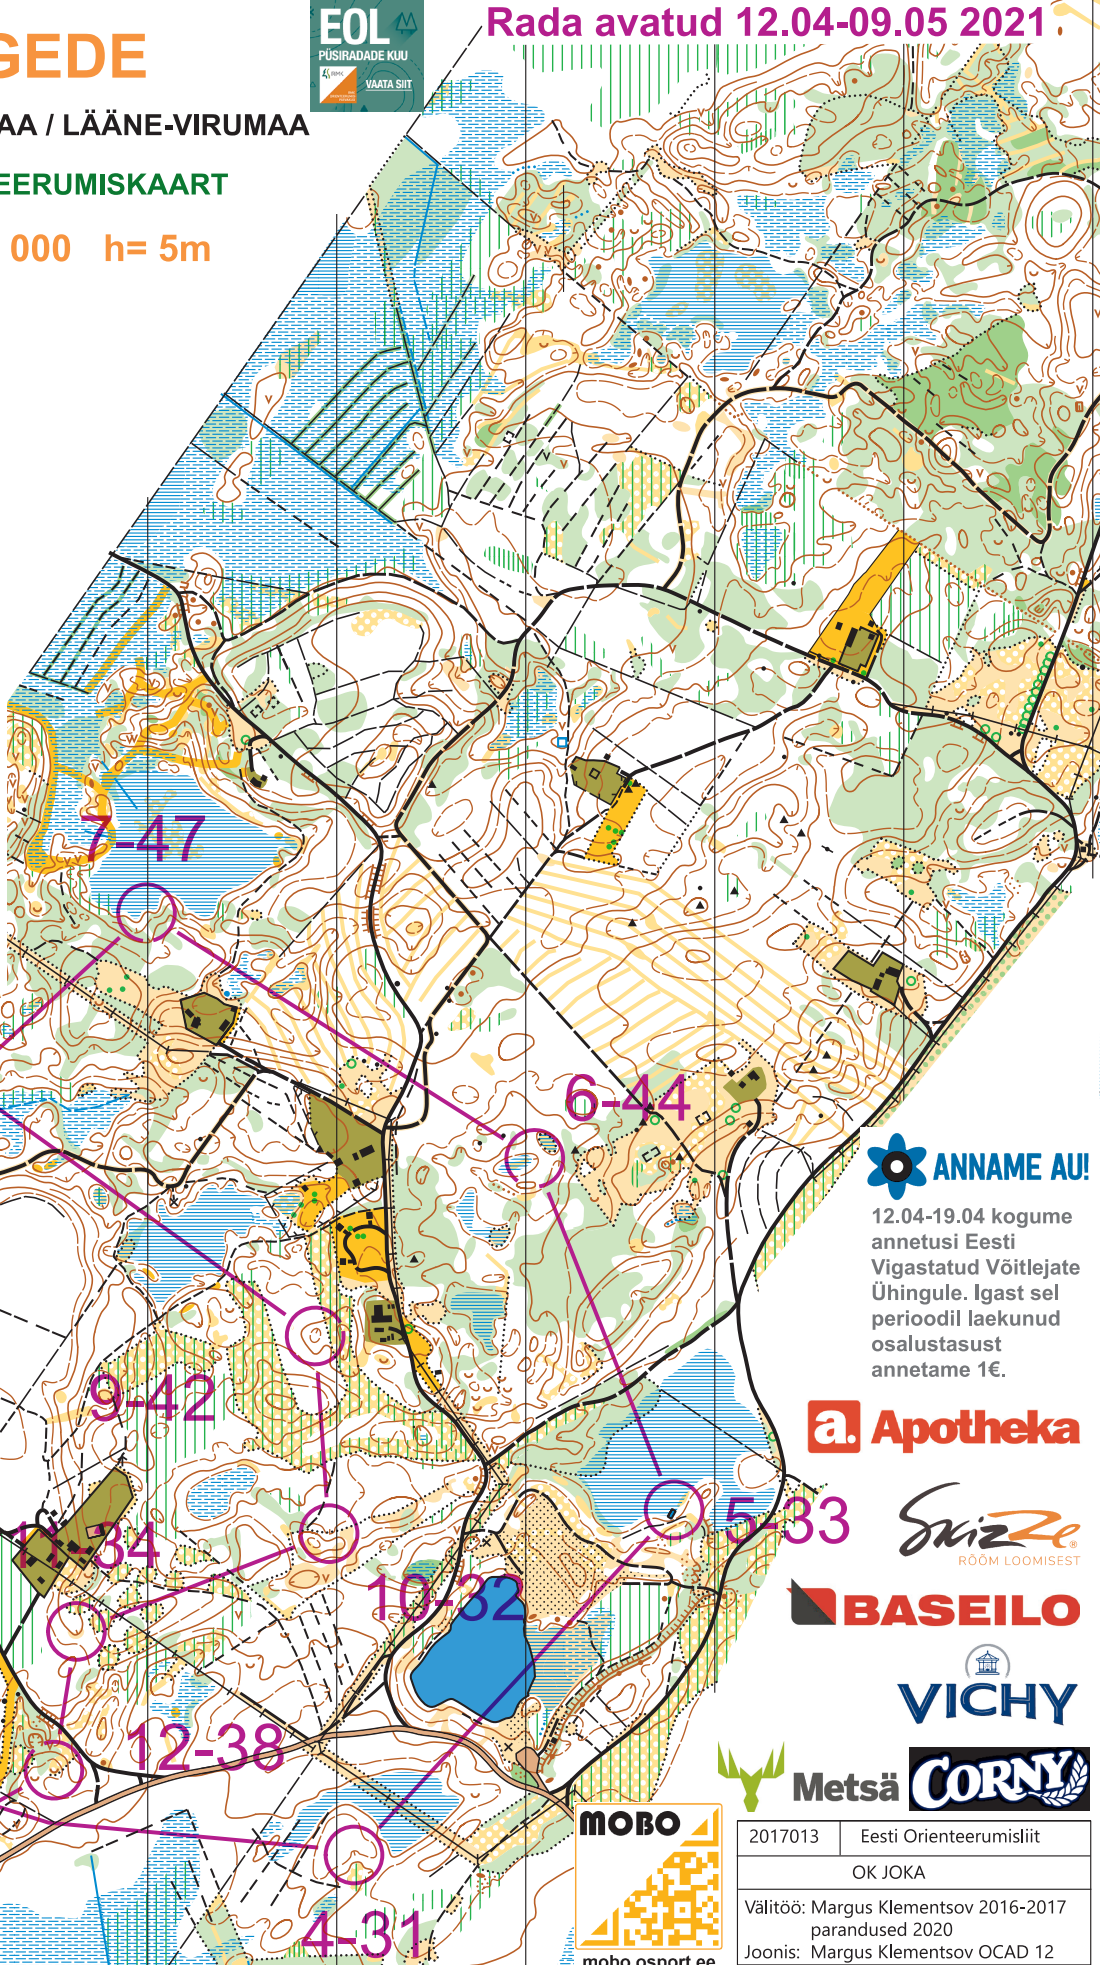 EOL
PÜSIRADADE KUU
RMK
VAATA SIIT
Rada avatud 12.04-09.05 2021
GEDE
AA / LÄÄNE-VIRUMAA
EERUMISKAART
000 h= 5m
7-47
6-44
9-42
5-33
11-34
10-32
12-38
4-31
ANNAME AU!
12.04-19.04 kogume
annetusi Eesti
Vigastatud Võitlejate
Ühingule. Igast sel
perioodil laekunud
osalustasust
annetame 1€.
a. Apotheka
Skizze®
RÕÕM LOOMISEST
BASEILO
VICHY
Metsä
CORNY
MOBO
mobo.osport.ee
2017013 Eesti Orienteerumisliit
OK JOKA
Välitöö: Margus Klementsov 2016-2017
parandused 2020
Joonis: Margus Klementsov OCAD 12